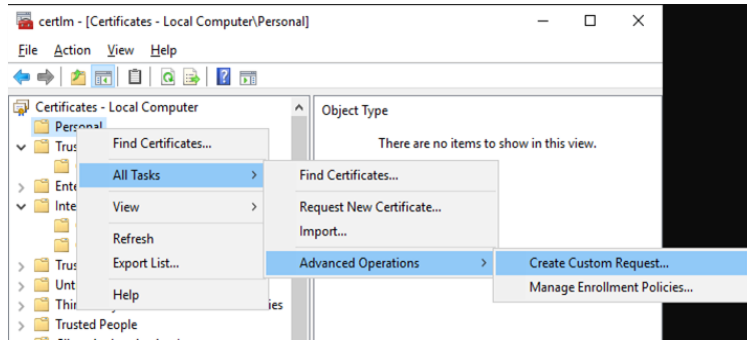 certlm - [Certificates - Local Computer\Personal]
File Action View Help
Certificates - Local Computer
Object Type
Personal
There are no items to show in this view.
Find Certificates...
All Tasks
Find Certificates...
View
Request New Certificate...
Import...
Refresh
Export List...
Advanced Operations
Create Custom Request...
Manage Enrollment Policies...
Help
Trusted People